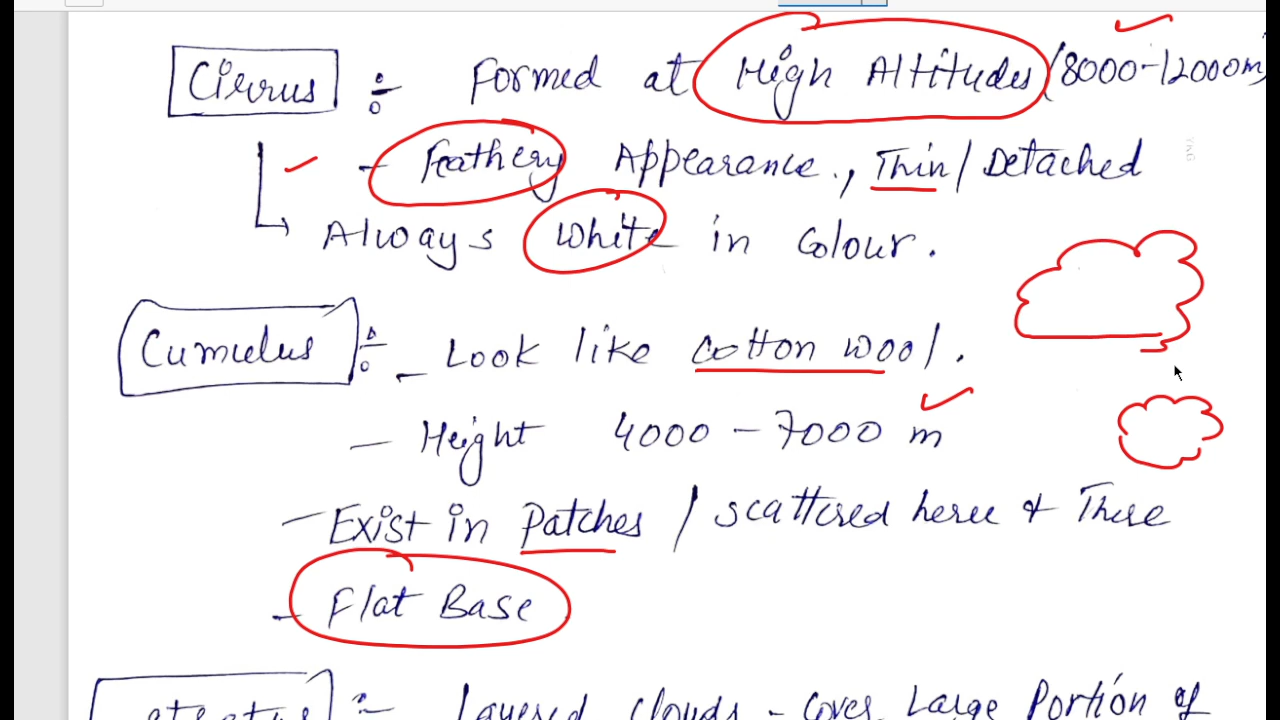 Cirrus ÷ Formed at High Altitudes (8000-12000m)
- Feathery Appearance., Thin/Detached
↳ Always White in Colour.
Cumulus ÷ - Look like cotton wool.
- Height 4000 - 7000 m
- Exist in Patches / scattered here & There
- Flat Base
Layered clouds - Cover Large Portion of